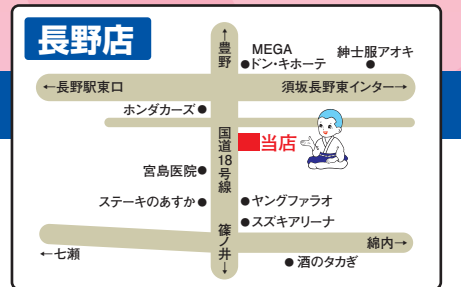 長野店
←豊野
MEGA
ドン・キホーテ
紳士服アオキ
←長野駅東口
須坂長野東インター→
ホンダカーズ
国道18号線
当店
宮島医院
ステーキのあすか
ヤングファラオ
スズキアリーナ
篠ノ井→
綿内→
←七瀬
酒のタカぎ